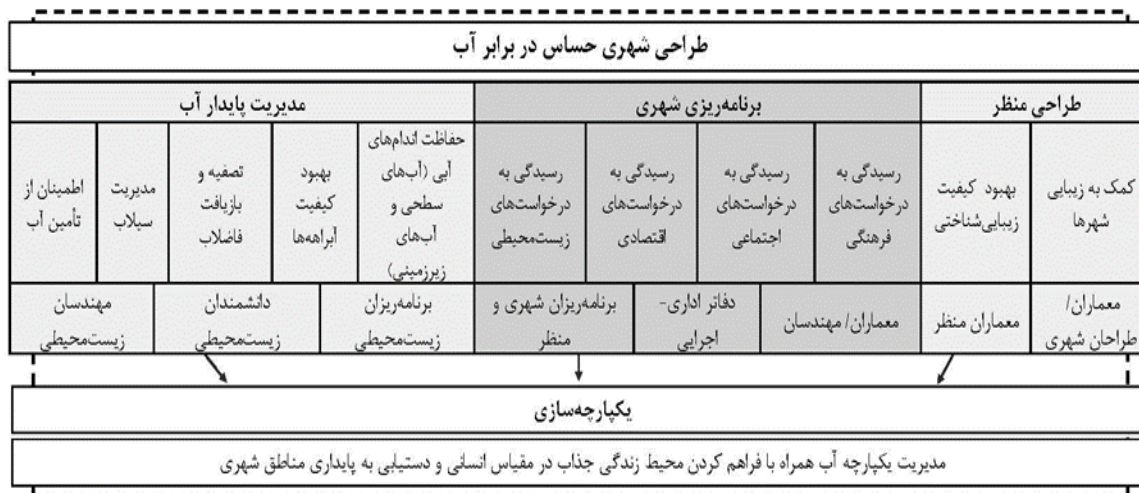 طراحی شهری حساس در برابر آب
طراحی منظر
برنامه‌ریزی شهری
مدیریت پایدار آب
کمک به زیبایی
شهرها
بهبود کیفیت
زیبایی‌شناختی
رسیدگی به
درخواست‌های
فرهنگی
رسیدگی به
درخواست‌های
اجتماعی
رسیدگی به
درخواست‌های
اقتصادی
رسیدگی به
درخواست‌های
زیست‌محیطی
حفاظت اندام‌های
آبی (آب‌های
سطحی و
آب‌های
زیرزمینی)
بهبود
کیفیت
آبراهه‌ها
تصفیه و
بازیافت
فاضلاب
مدیریت
سیلاب
اطمینان از
تأمین آب
معماران/
طراحان شهری
معماران منظر
معماران/ مهندسان
دفاتر اداری-
اجرایی
برنامه‌ریزان شهری و
منظر
برنامه‌ریزان
زیست‌محیطی
دانشمندان
زیست‌محیطی
مهندسان
زیست‌محیطی
یکپارچه‌سازی
مدیریت یکپارچه آب همراه با فراهم کردن محیط زندگی جذاب در مقیاس انسانی و دستیابی به پایداری مناطق شهری